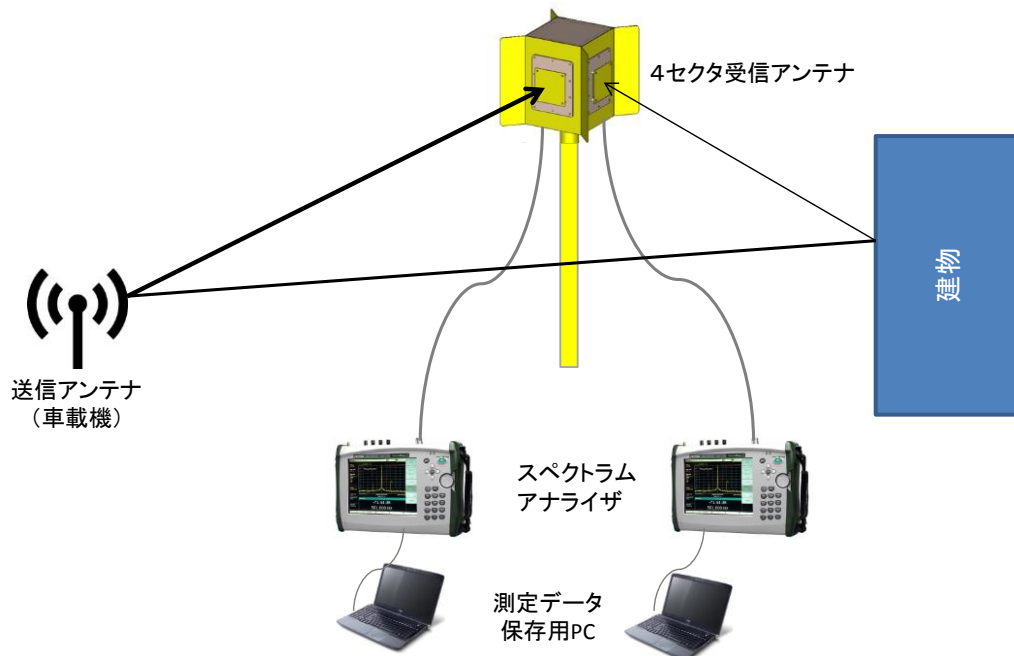 4セクタ受信アンテナ
建物
送信アンテナ
（車載機）
スペクトラム
アナライザ
測定データ
保存用PC